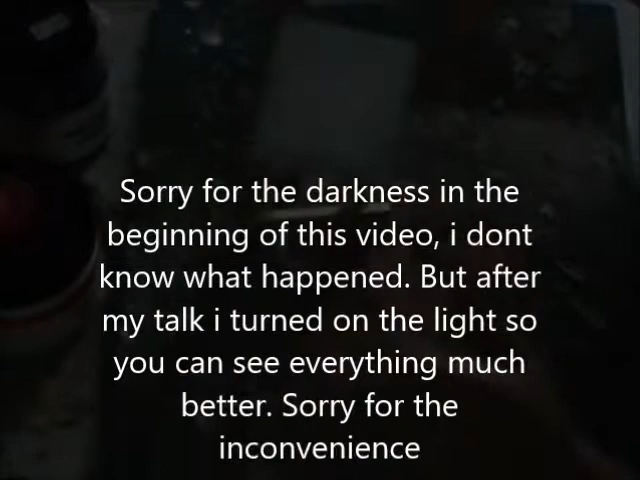 Sorry for the darkness in the
beginning of this video, i dont
know what happened. But after
my talk i turned on the light so
you can see everything much
better. Sorry for the
inconvenience